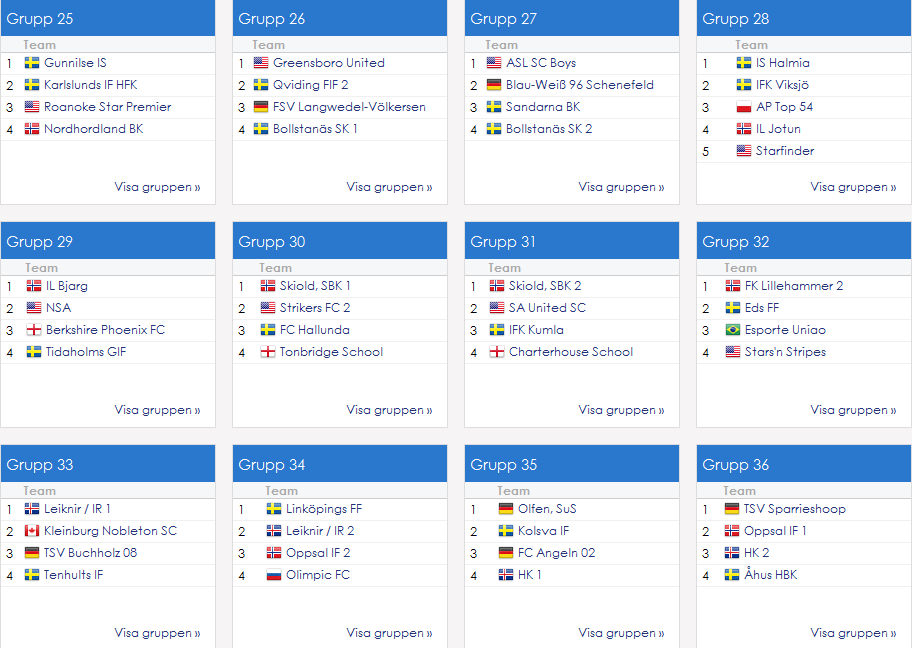 Grupp 25
Team
1 Gunnilse IS
2 Karlslunds IF HFK
3 Roanoke Star Premier
4 Nordhordland BK
Visa gruppen »
Grupp 26
Team
1 Greensboro United
2 Qviding FIF 2
3 FSV Langwedel-Völkersen
4 Bollstanäs SK 1
Visa gruppen »
Grupp 27
Team
1 ASL SC Boys
2 Blau-Weiß 96 Schenefeld
3 Sandarna BK
4 Bollstanäs SK 2
Visa gruppen »
Grupp 28
Team
1 IS Halmia
2 IFK Viksjö
3 AP Top 54
4 IL Jotun
5 Starfinder
Visa gruppen »
Grupp 29
Team
1 IL Bjarg
2 NSA
3 Berkshire Phoenix FC
4 Tidaholms GIF
Visa gruppen »
Grupp 30
Team
1 Skiold, SBK 1
2 Strikers FC 2
3 FC Hallunda
4 Tonbridge School
Visa gruppen »
Grupp 31
Team
1 Skiold, SBK 2
2 SA United SC
3 IFK Kumla
4 Charterhouse School
Visa gruppen »
Grupp 32
Team
1 FK Lillehammer 2
2 Eds FF
3 Esporte Uniao
4 Stars'n Stripes
Visa gruppen »
Grupp 33
Team
1 Leiknir / IR 1
2 Kleinburg Nobleton SC
3 TSV Buchholz 08
4 Tenhults IF
Visa gruppen »
Grupp 34
Team
1 Linköpings FF
2 Leiknir / IR 2
3 Oppsal IF 2
4 Olimpic FC
Visa gruppen »
Grupp 35
Team
1 Olfen, SuS
2 Kolsva IF
3 FC Angeln 02
4 HK 1
Visa gruppen »
Grupp 36
Team
1 TSV Sparrieshoop
2 Oppsal IF 1
3 HK 2
4 Åhus HBK
Visa gruppen »